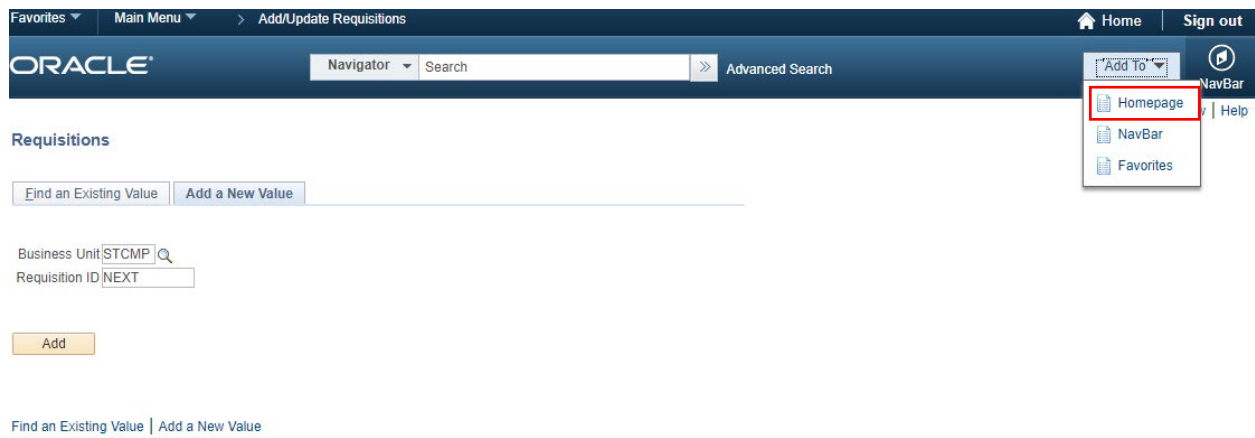 Favorites Main Menu > Add/Update Requisitions Home Sign out
ORACLE Navigator Search >> Advanced Search Add To NavBar
Homepage
Help
NavBar
Favorites
Requisitions
Find an Existing Value Add a New Value
Business Unit STCMP
Requisition ID NEXT
Add
Find an Existing Value | Add a New Value